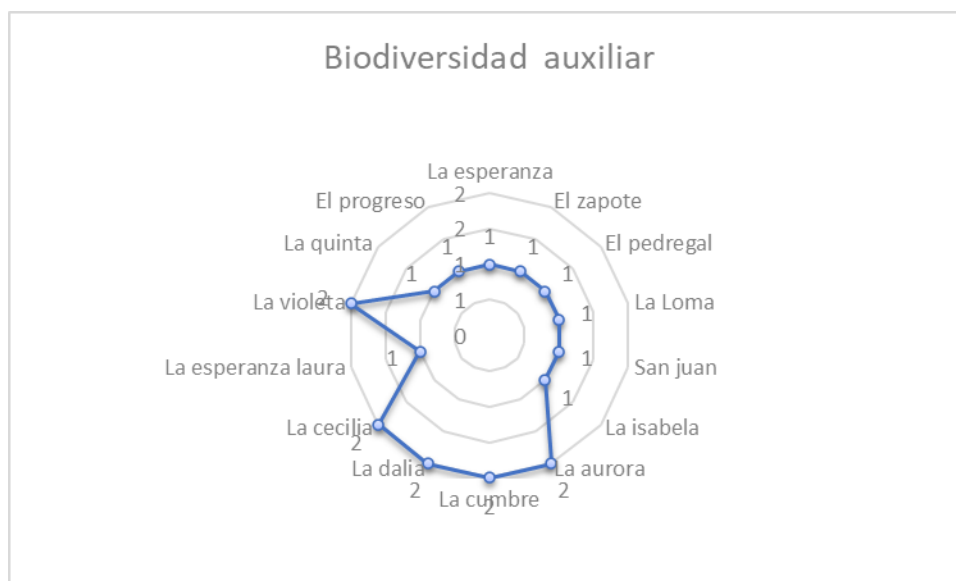 Biodiversidad auxiliar
La esperanza
2
El progreso
El zapote
2
La quinta
1
1
1
El pedregal
1
1
1
La violeta
2
1
1
La Loma
0
La esperanza laura
1
1
San juan
1
La cecilia
2
La isabela
La dalia
2
La cumbre
2
La aurora
2